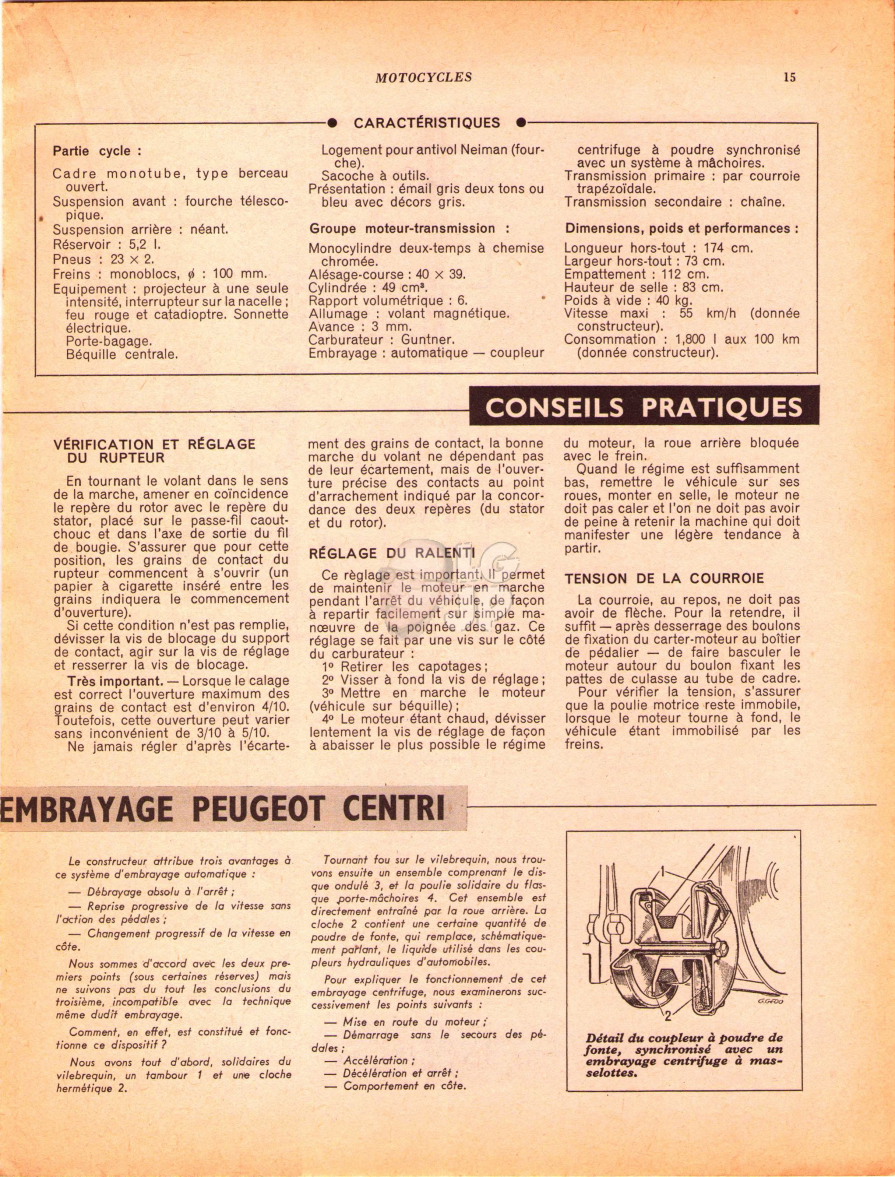 MOTOCYCLES
15
● CARACTÉRISTIQUES ●
Partie cycle :
Cadre monotube, type berceau
ouvert.
Suspension avant : fourche télesco-
pique.
Suspension arrière : néant.
Réservoir : 5,2 l.
Pneus : 23 × 2.
Freins : monoblocs, ø : 100 mm.
Equipement : projecteur à une seule
intensité, interrupteur sur la nacelle ;
feu rouge et catadioptre. Sonnette
électrique.
Porte-bagage.
Béquille centrale.
Logement pour antivol Neiman (four-
che).
Sacoche à outils.
Présentation : émail gris deux tons ou
bleu avec décors gris.
Groupe moteur-transmission :
Monocylindre deux-temps à chemise
chromée.
Alésage-course : 40 × 39.
Cylindrée : 49 cm³.
Rapport volumétrique : 6.
Allumage : volant magnétique.
Avance : 3 mm.
Carburateur : Guntner.
Embrayage : automatique — coupleur
centrifuge à poudre synchronisé
avec un système à mâchoires.
Transmission primaire : par courroie
trapézoïdale.
Transmission secondaire : chaîne.
Dimensions, poids et performances :
Longueur hors-tout : 174 cm.
Largeur hors-tout : 73 cm.
Empattement : 112 cm.
Hauteur de selle : 83 cm.
Poids à vide : 40 kg.
Vitesse maxi : 55 km/h (donnée
constructeur).
Consommation : 1,800 l aux 100 km
(donnée constructeur).
CONSEILS PRATIQUES
VÉRIFICATION ET RÉGLAGE
DU RUPTEUR
En tournant le volant dans le sens
de la marche, amener en coïncidence
le repère du rotor avec le repère du
stator, placé sur le passe-fil caout-
chouc et dans l'axe de sortie du fil
de bougie. S'assurer que pour cette
position, les grains de contact du
rupteur commencent à s'ouvrir (un
papier à cigarette inséré entre les
grains indiquera le commencement
d'ouverture).
Si cette condition n'est pas remplie,
dévisser la vis de blocage du support
de contact, agir sur la vis de réglage
et resserrer la vis de blocage.
Très important. — Lorsque le calage
est correct l'ouverture maximum des
grains de contact est d'environ 4/10.
Toutefois, cette ouverture peut varier
sans inconvénient de 3/10 à 5/10.
Ne jamais régler d'après l'écarte-
ment des grains de contact, la bonne
marche du volant ne dépendant pas
de leur écartement, mais de l'ouver-
ture précise des contacts au point
d'arrachement indiqué par la concor-
dance des deux repères (du stator
et du rotor).
RÉGLAGE DU RALENTI
Ce règlage est important. Il permet
de maintenir le moteur en marche
pendant l'arrêt du véhicule, de façon
à repartir facilement sur simple ma-
nœuvre de la poignée des gaz. Ce
réglage se fait par une vis sur le côté
du carburateur :
1º Retirer les capotages ;
2º Visser à fond la vis de réglage ;
3º Mettre en marche le moteur
(véhicule sur béquille) ;
4º Le moteur étant chaud, dévisser
lentement la vis de réglage de façon
à abaisser le plus possible le régime
du moteur, la roue arrière bloquée
avec le frein.
Quand le régime est suffisamment
bas, remettre le véhicule sur ses
roues, monter en selle, le moteur ne
doit pas caler et l'on ne doit pas avoir
de peine à retenir la machine qui doit
manifester une légère tendance à
partir.
TENSION DE LA COURROIE
La courroie, au repos, ne doit pas
avoir de flèche. Pour la retendre, il
suffit — après desserrage des boulons
de fixation du carter-moteur au boîtier
de pédalier — de faire basculer le
moteur autour du boulon fixant les
pattes de culasse au tube de cadre.
Pour vérifier la tension, s'assurer
que la poulie motrice reste immobile,
lorsque le moteur tourne à fond, le
véhicule étant immobilisé par les
freins.
EMBRAYAGE PEUGEOT CENTRI
Le constructeur attribue trois avantages à
ce système d'embrayage automatique :
— Débrayage absolu à l'arrêt ;
— Reprise progressive de la vitesse sans
l'action des pédales ;
— Changement progressif de la vitesse en
côte.
Nous sommes d'accord avec les deux pre-
miers points (sous certaines réserves) mais
ne suivons pas du tout les conclusions du
troisième, incompatible avec la technique
même dudit embrayage.
Comment, en effet, est constitué et fonc-
tionne ce dispositif ?
Nous avons tout d'abord, solidaires du
vilebrequin, un tambour 1 et une cloche
hermétique 2.
Tournant fou sur le vilebrequin, nous trou-
vons ensuite un ensemble comprenant le dis-
que ondulé 3, et la poulie solidaire du flas-
que porte-mâchoires 4. Cet ensemble est
directement entraîné par la roue arrière. La
cloche 2 contient une certaine quantité de
poudre de fonte, qui remplace, schématique-
ment parlant, le liquide utilisé dans les cou-
pleurs hydrauliques d'automobiles.
Pour expliquer le fonctionnement de cet
embrayage centrifuge, nous examinerons suc-
cessivement les points suivants :
— Mise en route du moteur ;
— Démarrage sans le secours des pé-
dales ;
— Accélération ;
— Décélération et arrêt ;
— Comportement en côte.
1
2
Détail du coupleur à poudre de
fonte, synchronisé avec un
embrayage centrifuge à mas-
selottes.